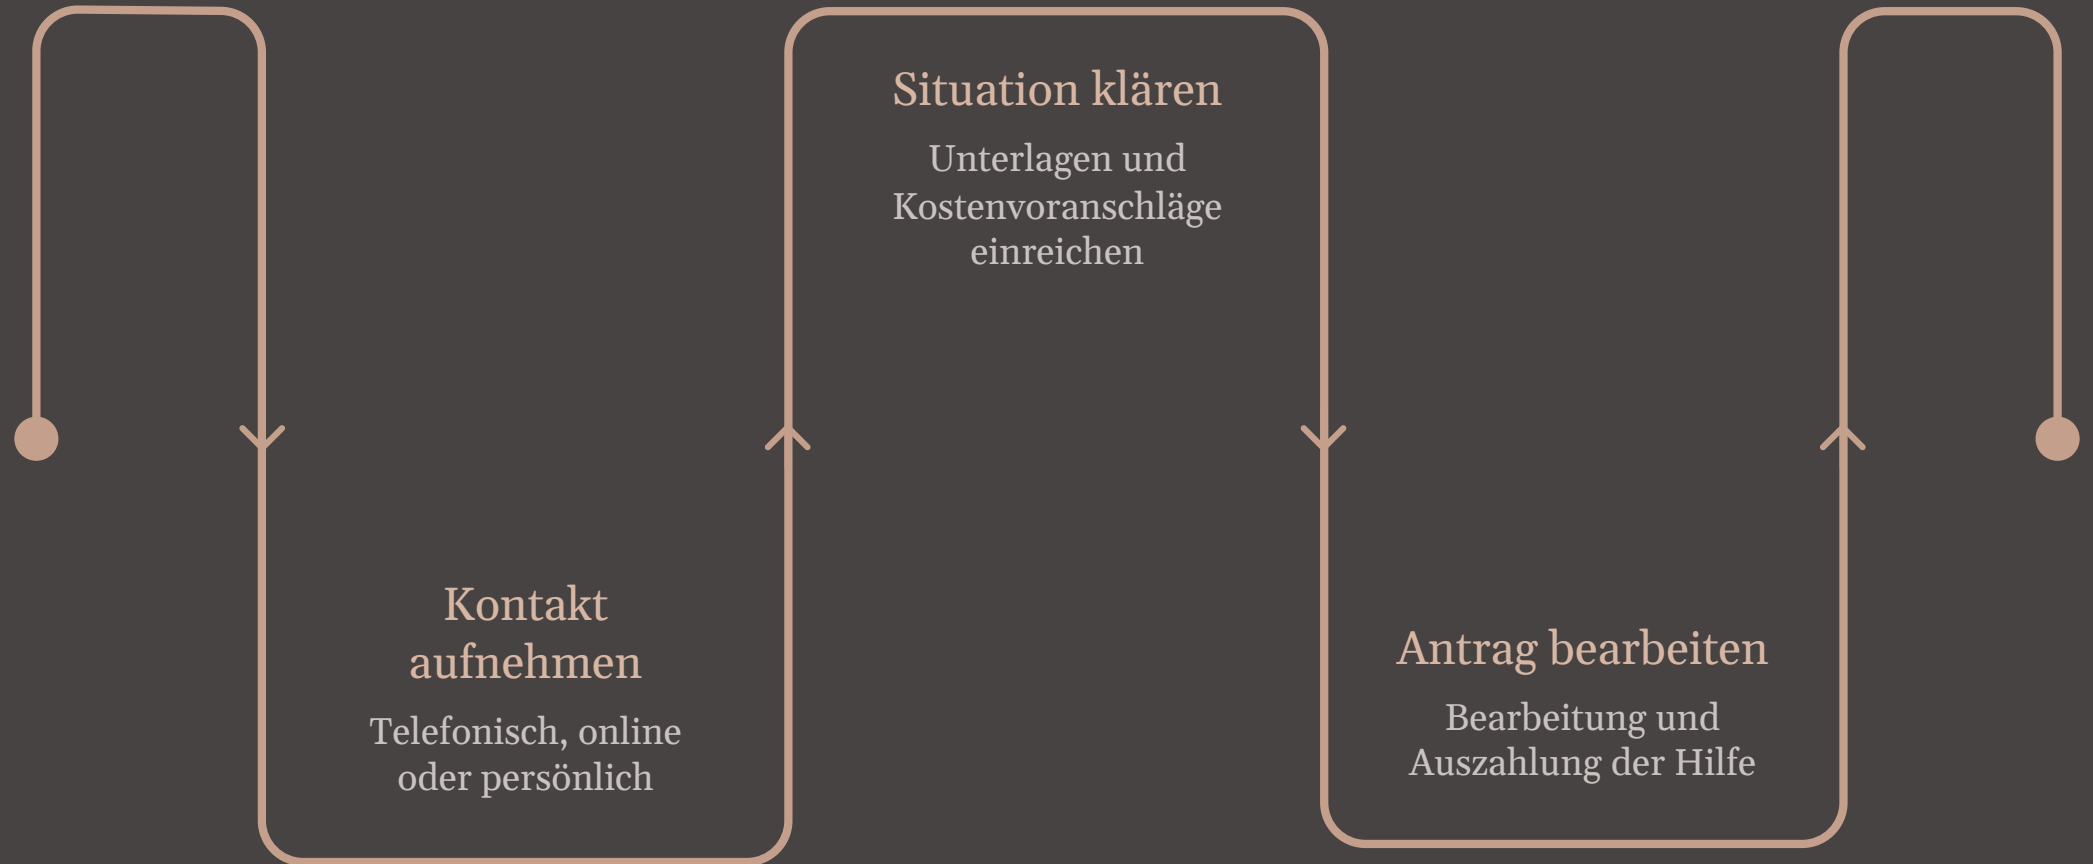 Kontakt
aufnehmen
Telefonisch, online
oder persönlich
Situation klären
Unterlagen und
Kostenvoranschläge
einreichen
Antrag bearbeiten
Bearbeitung und
Auszahlung der Hilfe